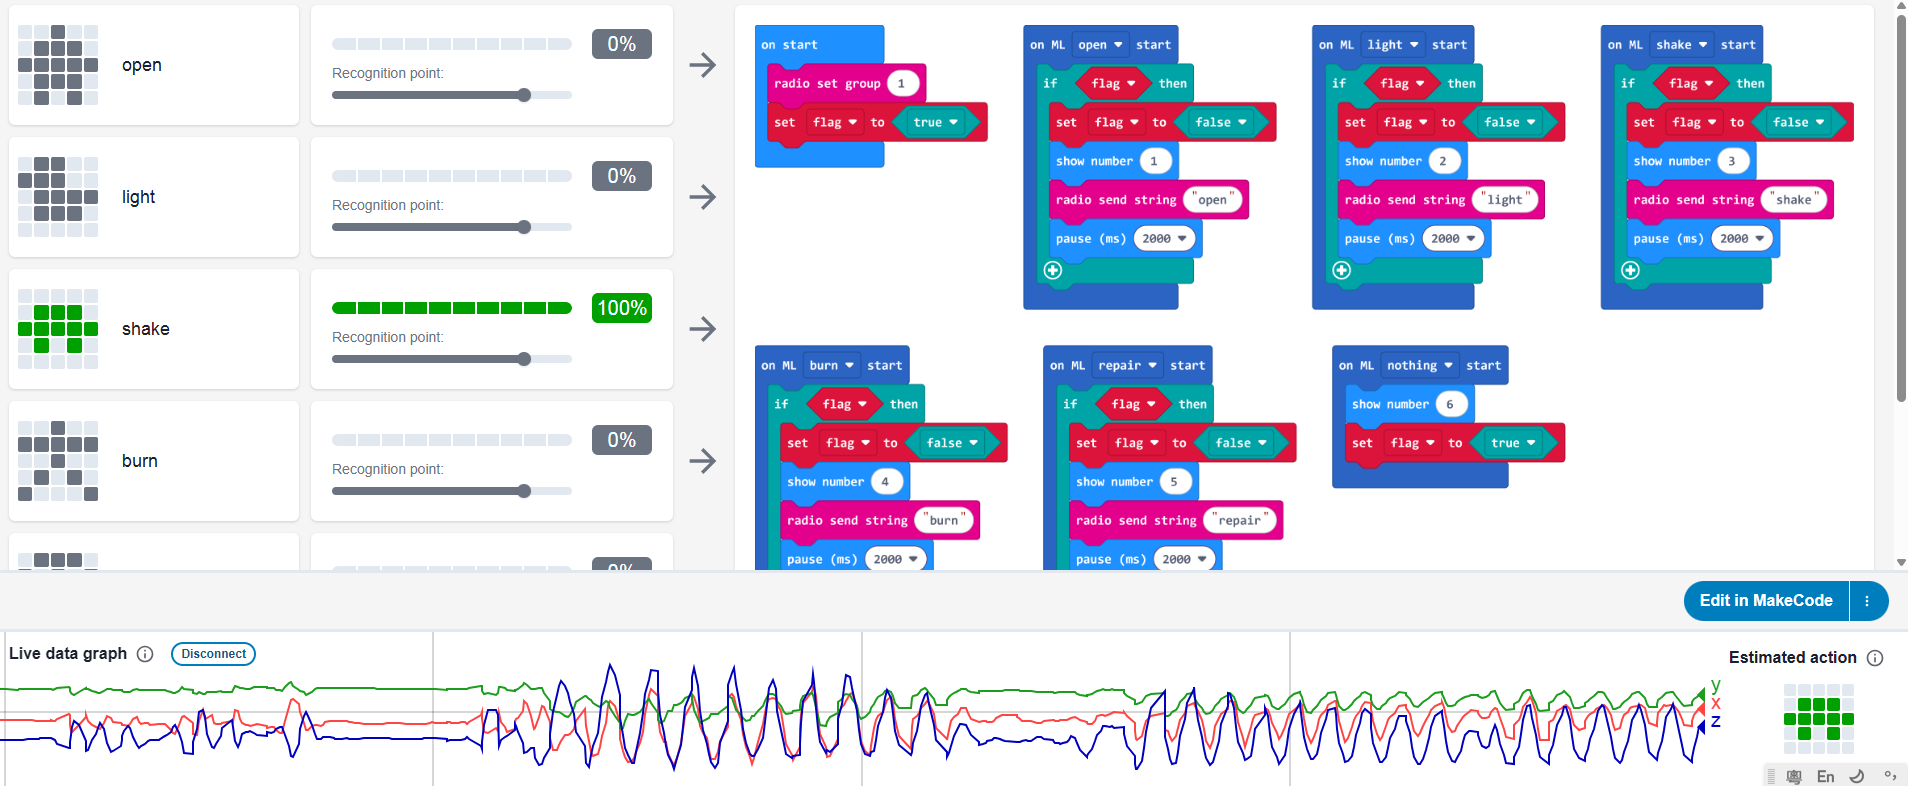 open
0%
Recognition point:
light
0%
Recognition point:
shake
100%
Recognition point:
burn
0%
Recognition point:
on start
radio set group 1
set flag to true
on ML open start
if flag then
set flag to false
show number 1
radio send string "open"
pause (ms) 2000
on ML light start
if flag then
set flag to false
show number 2
radio send string "light"
pause (ms) 2000
on ML shake start
if flag then
set flag to false
show number 3
radio send string "shake"
pause (ms) 2000
on ML burn start
if flag then
set flag to false
show number 4
radio send string "burn"
pause (ms) 2000
on ML repair start
if flag then
set flag to false
show number 5
radio send string "repair"
pause (ms) 2000
on ML nothing start
show number 6
set flag to true
0%
Edit in MakeCode
Live data graph
Disconnect
Estimated action
y
x
z
粤 En